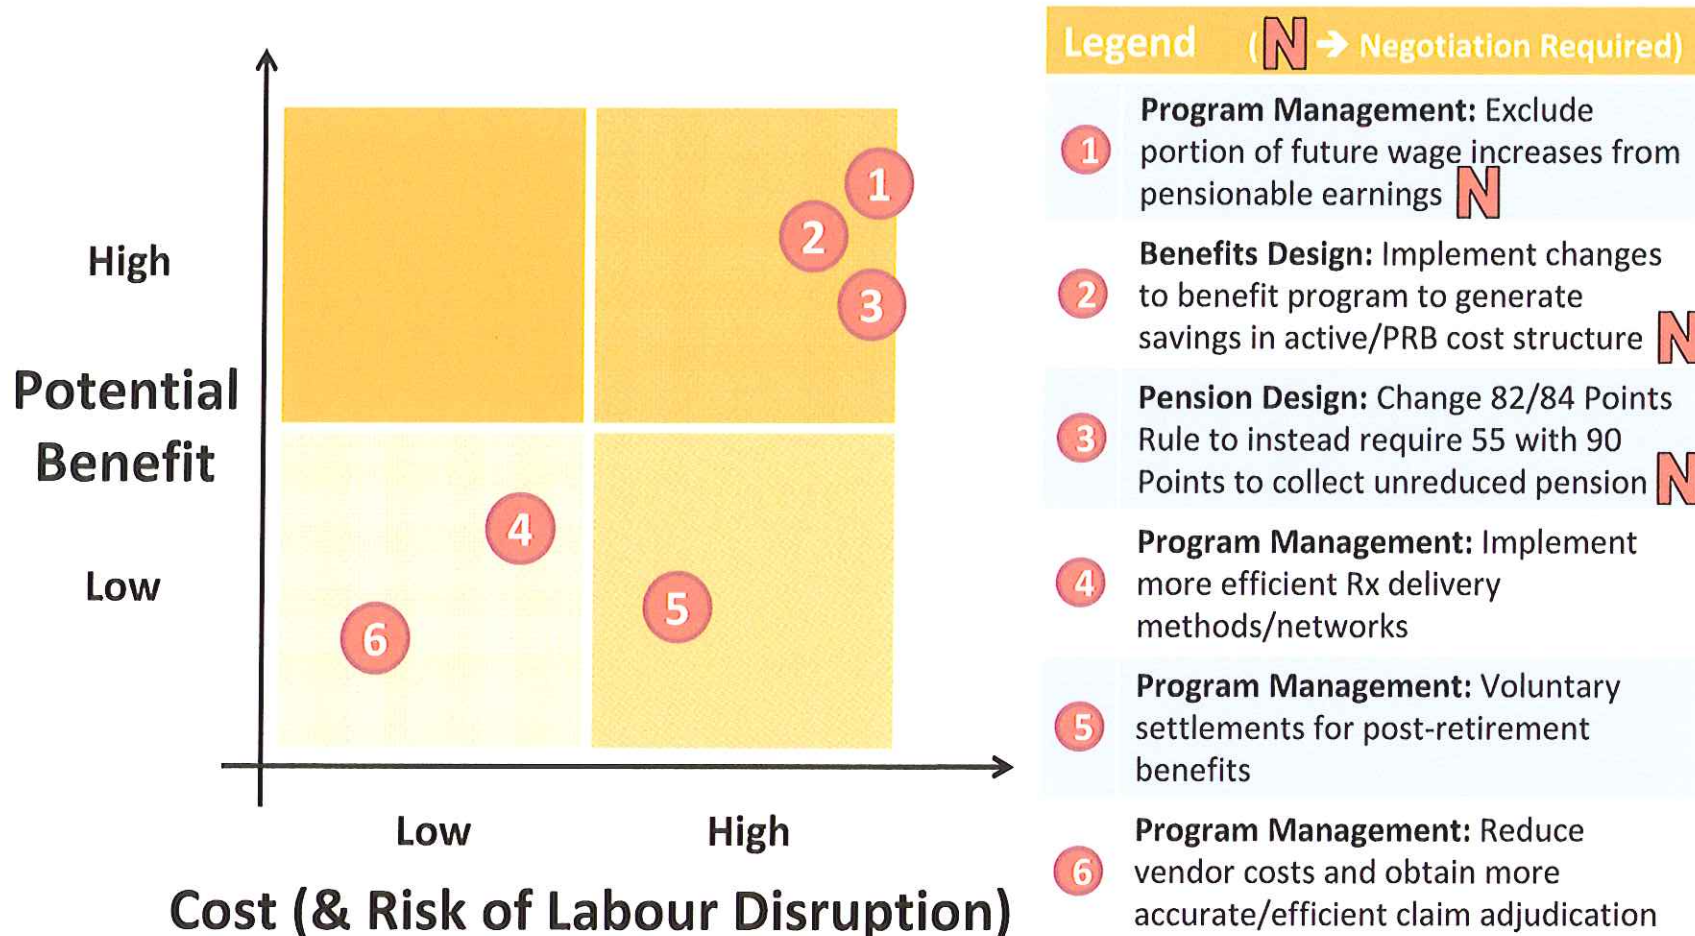 High
Potential
Benefit
Low
1
2
3
4
5
6
Low
High
Cost (& Risk of Labour Disruption)
Legend (N → Negotiation Required)
1
Program Management: Exclude
portion of future wage increases from
pensionable earnings N
2
Benefits Design: Implement changes
to benefit program to generate
savings in active/PRB cost structure N
3
Pension Design: Change 82/84 Points
Rule to instead require 55 with 90
Points to collect unreduced pension N
4
Program Management: Implement
more efficient Rx delivery
methods/networks
5
Program Management: Voluntary
settlements for post-retirement
benefits
6
Program Management: Reduce
vendor costs and obtain more
accurate/efficient claim adjudication